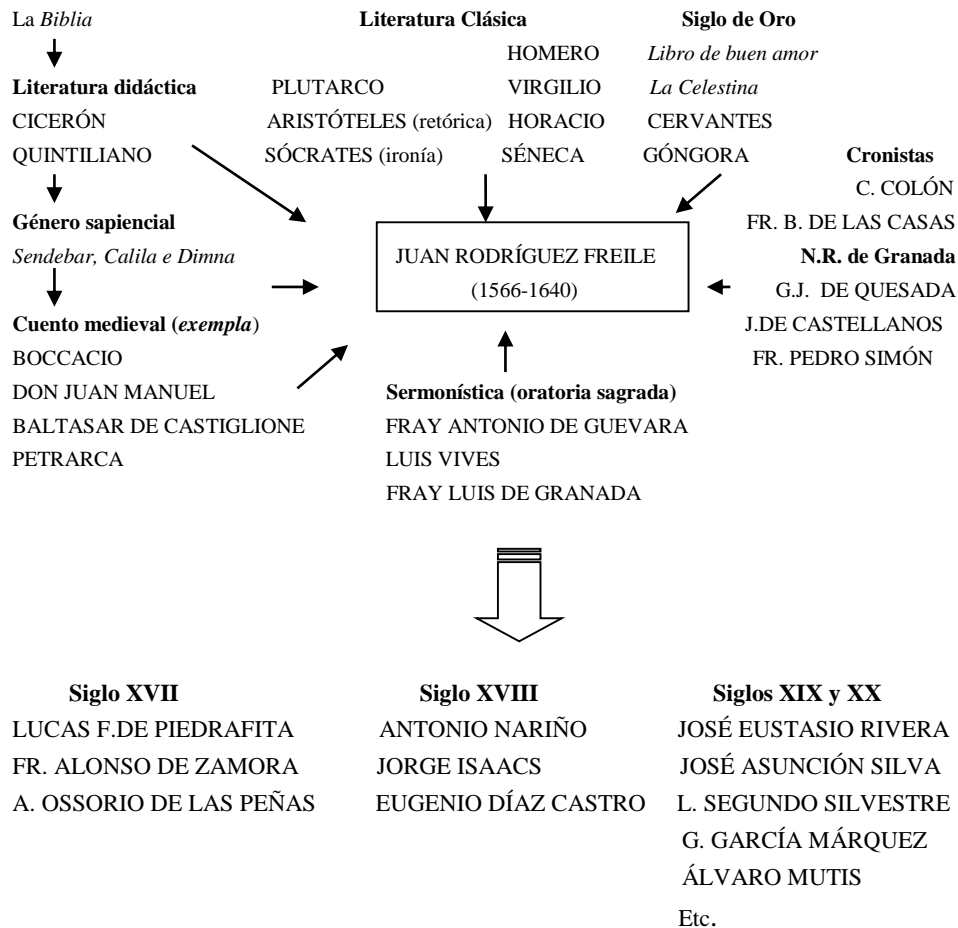 La Biblia
Literatura didáctica
CICERÓN
QUINTILIANO
Género sapiencial
Sendebar, Calila e Dimna
Cuento medieval (exempla)
BOCCACCIO
DON JUAN MANUEL
BALTASAR DE CASTIGLIONE
PETRARCA
Literatura Clásica
PLUTARCO
ARISTÓTELES (retórica)
SÓCRATES (ironía)
HOMERO
VIRGILIO
HORACIO
SÉNECA
Siglo de Oro
Libro de buen amor
La Celestina
CERVANTES
GÓNGORA
Cronistas
C. COLÓN
FR. B. DE LAS CASAS
N.R. de Granada
G.J. DE QUESADA
J.DE CASTELLANOS
FR. PEDRO SIMÓN
JUAN RODRÍGUEZ FREILE
(1566-1640)
Sermonística (oratoria sagrada)
FRAY ANTONIO DE GUEVARA
LUIS VIVES
FRAY LUIS DE GRANADA
Siglo XVII
LUCAS F.DE PIEDRAFITA
FR. ALONSO DE ZAMORA
A. OSSORIO DE LAS PEÑAS
Siglo XVIII
ANTONIO NARIÑO
JORGE ISAACS
EUGENIO DÍAZ CASTRO
Siglos XIX y XX
JOSÉ EUSTASIO RIVERA
JOSÉ ASUNCIÓN SILVA
L. SEGUNDO SILVESTRE
G. GARCÍA MÁRQUEZ
ÁLVARO MUTIS
Etc.